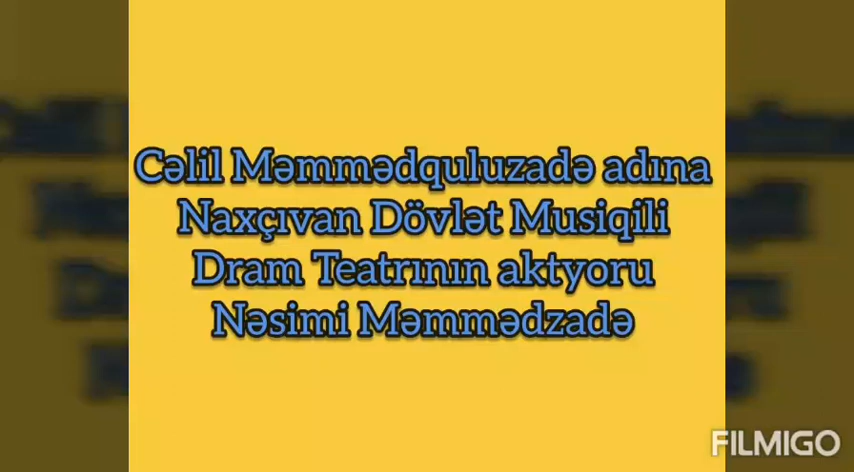 Cəlil Məmmədquluzadə adına
Naxçıvan Dövlət Musiqili
Dram Teatrının aktyoru
Nəsimi Məmmədzadə
FILMIGO